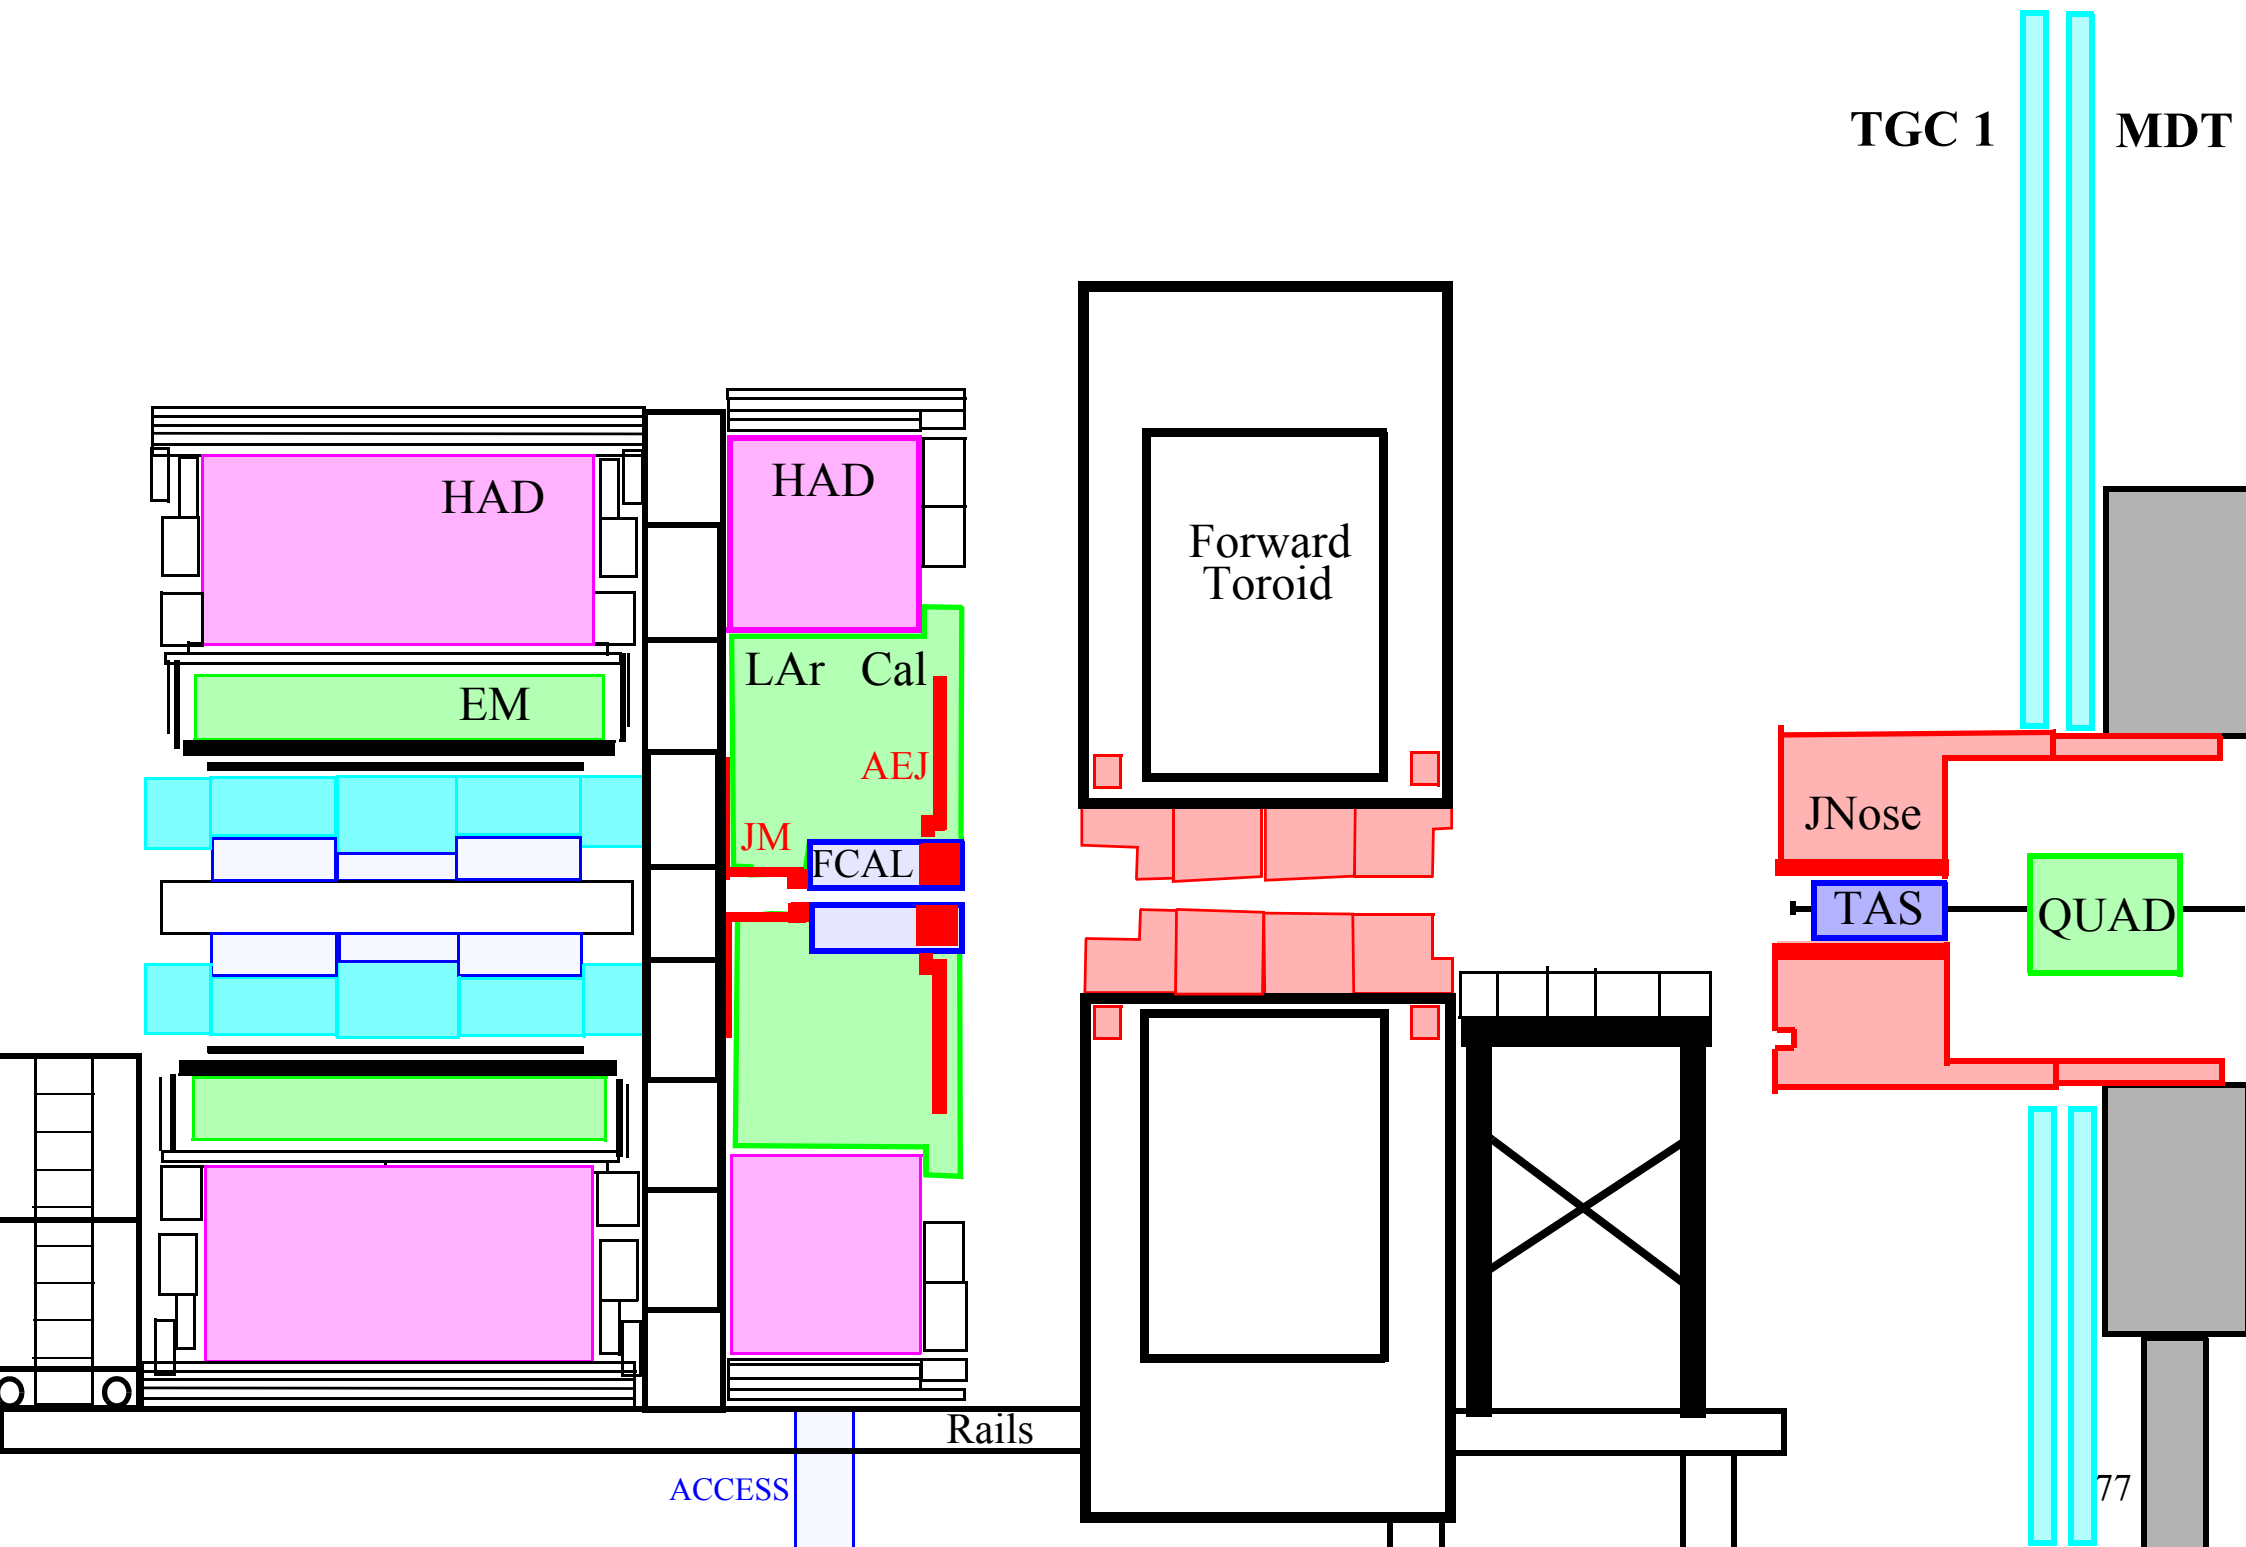 TGC 1
MDT
HAD
HAD
Forward
Toroid
LAr Cal
EM
AEJ
JM
FCAL
JNose
TAS
QUAD
Rails
ACCESS
77